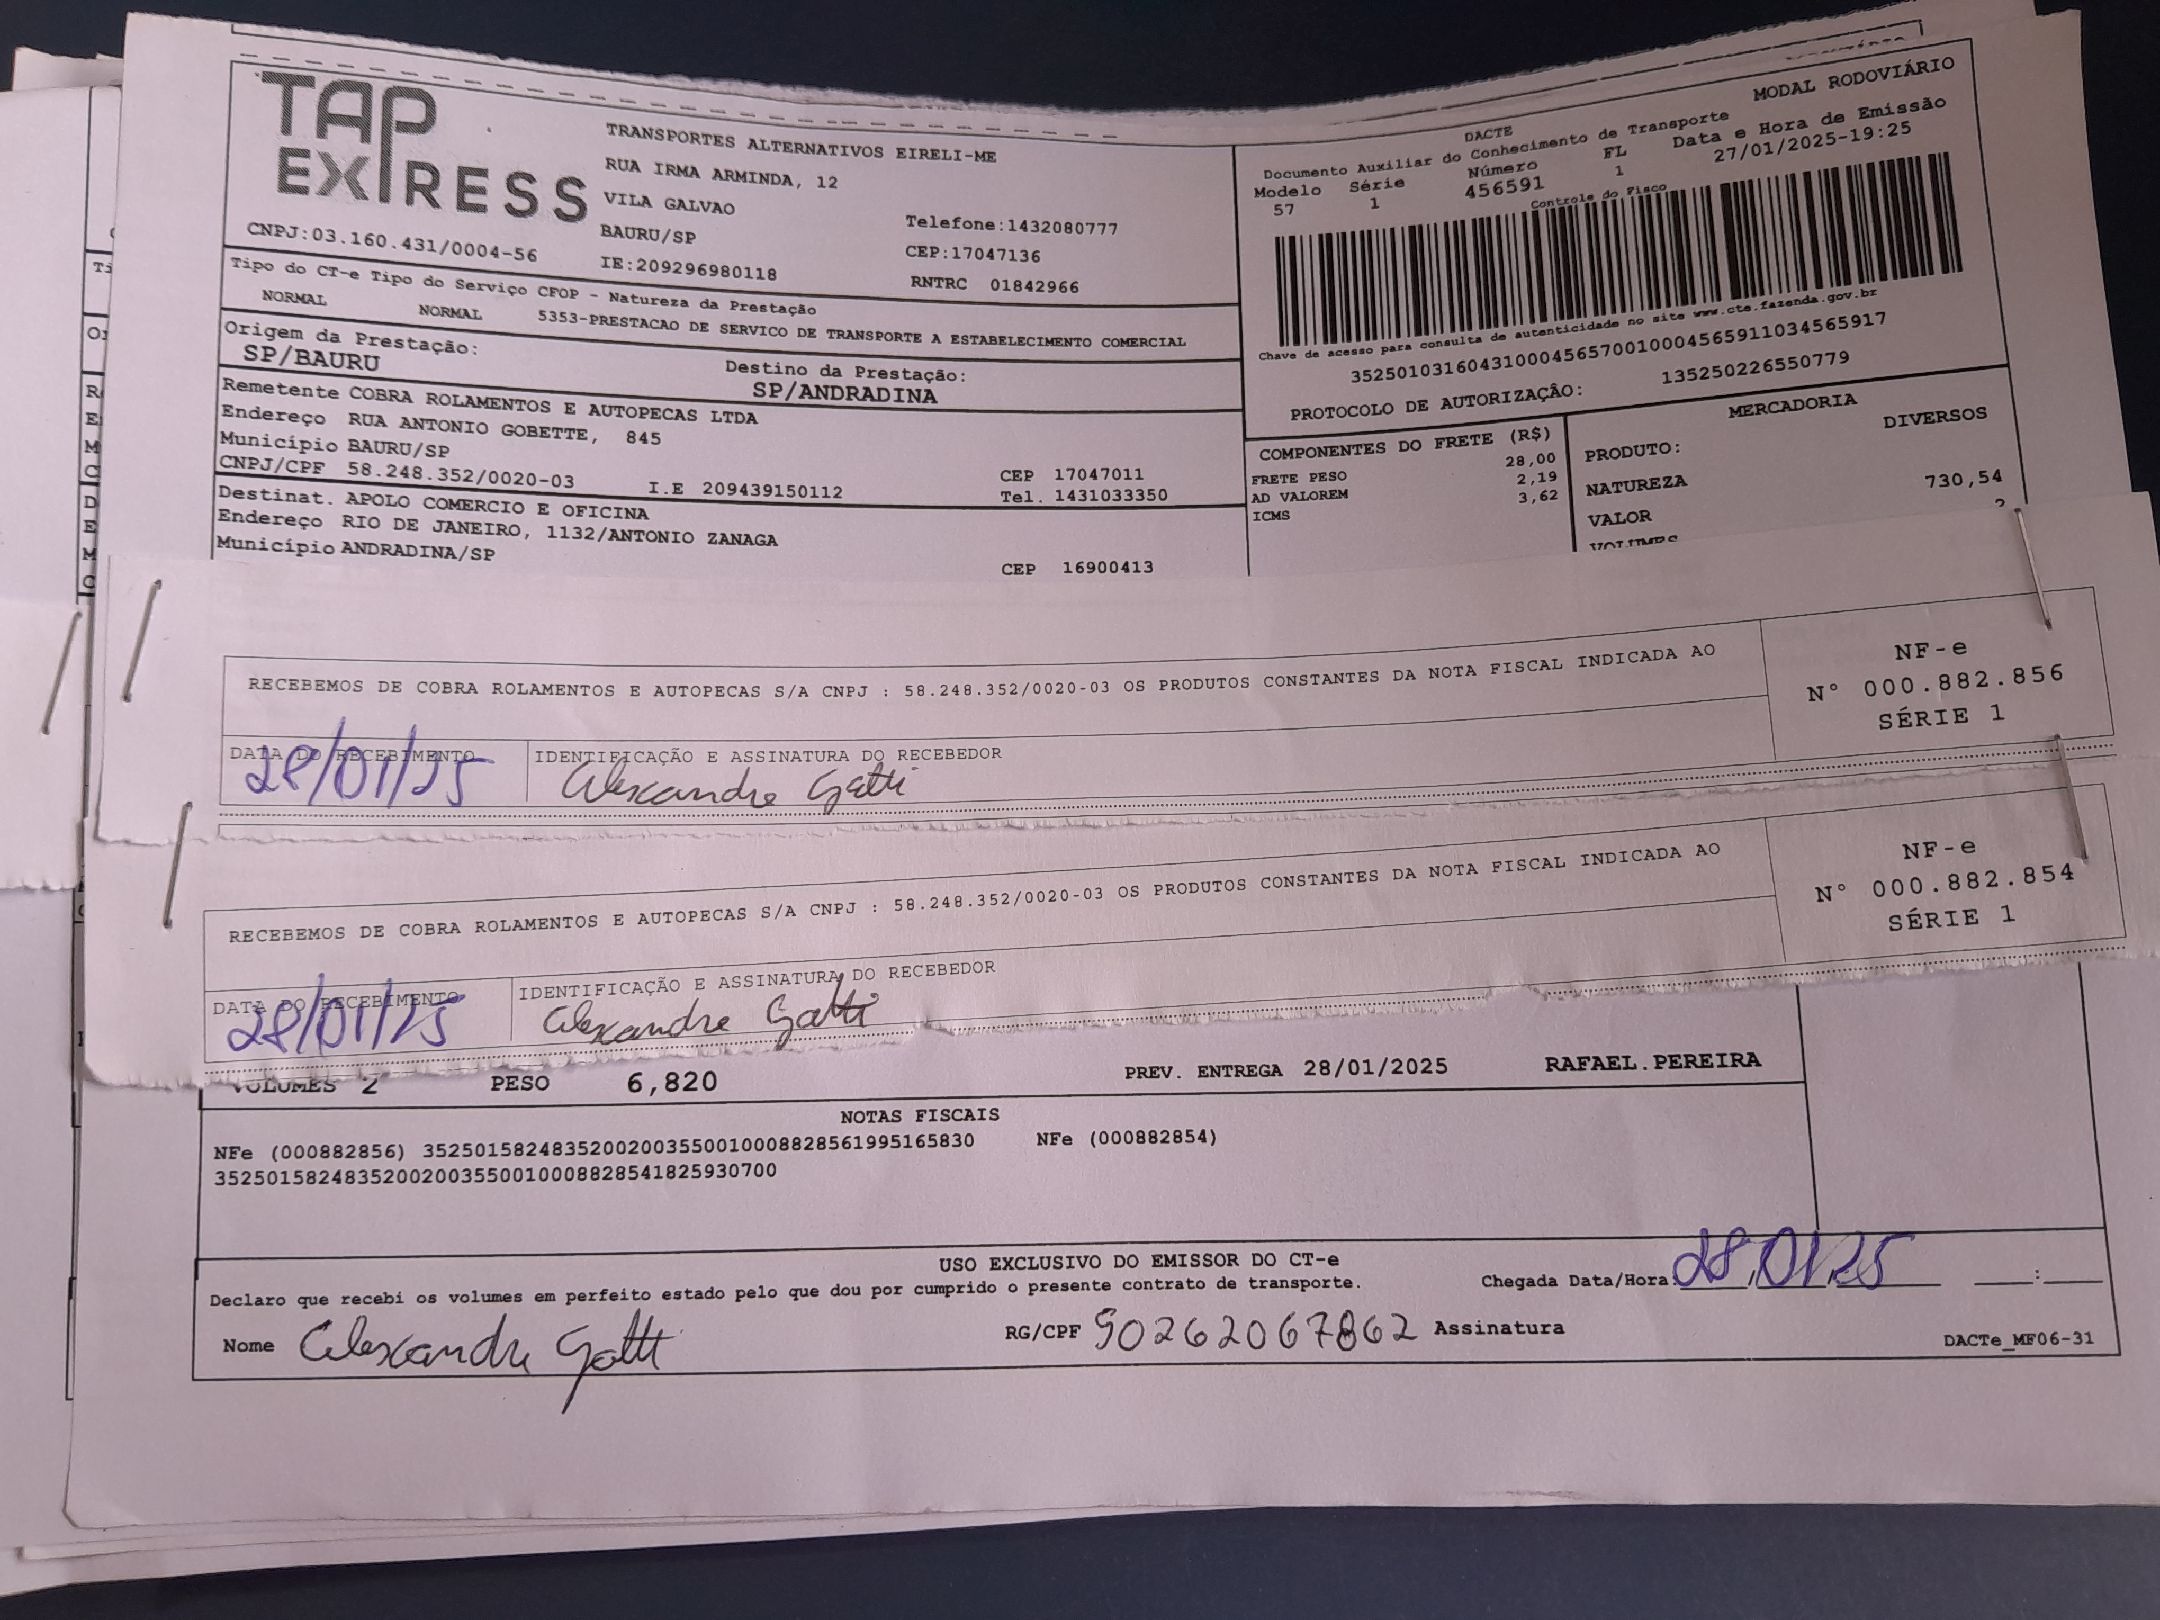 TAP EXPRESS
TRANSPORTES ALTERNATIVOS EIRELI-ME
RUA IRMA ARMINDA, 12
VILA GALVAO
BAURU/SP Telefone:1432080777
CNPJ:03.160.431/0004-56 IE:209296980118 CEP:17047136
RNTRC 01842966
Tipo do CT-e Tipo do Serviço CFOP - Natureza da Prestação
NORMAL NORMAL 5353-PRESTACAO DE SERVICO DE TRANSPORTE A ESTABELECIMENTO COMERCIAL
Origem da Prestação: Destino da Prestação:
SP/BAURU SP/ANDRADINA
Remetente COBRA ROLAMENTOS E AUTOPECAS LTDA
Endereço RUA ANTONIO GOBETTE, 845
Município BAURU/SP CEP 17047011
CNPJ/CPF 58.248.352/0020-03 I.E 209439150112 Tel. 1431033350
Destinat. APOLO COMERCIO E OFICINA
Endereço RIO DE JANEIRO, 1132/ANTONIO ZANAGA
Município ANDRADINA/SP CEP 16900413
MODAL RODOVIÁRIO
DACTE
Documento Auxiliar do Conhecimento de Transporte
Modelo Série Número FL Data e Hora de Emissão
57 1 456591 1 27/01/2025-19:25
Controle do Fisco
Chave de acesso para consulta de autenticidade no site www.cte.fazenda.gov.br
35250103160431000456570010004565911034565917
PROTOCOLO DE AUTORIZAÇÂO: 135250226550779
COMPONENTES DO FRETE (R$)
FRETE PESO 28,00
AD VALOREM 2,19
ICMS 3,62
MERCADORIA
PRODUTO: DIVERSOS
NATUREZA
VALOR 730,54
VOLUMES 2
RECEBEMOS DE COBRA ROLAMENTOS E AUTOPECAS S/A CNPJ : 58.248.352/0020-03 OS PRODUTOS CONSTANTES DA NOTA FISCAL INDICADA AO
NF-e
N° 000.882.856
SÉRIE 1
DATA DO RECEBIMENTO IDENTIFICAÇÃO E ASSINATURA DO RECEBEDOR
28/01/25 Alexandre Gatti
RECEBEMOS DE COBRA ROLAMENTOS E AUTOPECAS S/A CNPJ : 58.248.352/0020-03 OS PRODUTOS CONSTANTES DA NOTA FISCAL INDICADA AO
NF-e
N° 000.882.854
SÉRIE 1
DATA DO RECEBIMENTO IDENTIFICAÇÃO E ASSINATURA DO RECEBEDOR
28/01/25 Alexandre Gatti
VOLUMES 2 PESO 6,820 PREV. ENTREGA 28/01/2025 RAFAEL.PEREIRA
NOTAS FISCAIS
NFe (000882856) 35250158248352002003550010008828561995165830 NFe (000882854)
35250158248352002003550010008828541825930700
USO EXCLUSIVO DO EMISSOR DO CT-e
Declaro que recebi os volumes em perfeito estado pelo que dou por cumprido o presente contrato de transporte. Chegada Data/Hora: 28/01/25 :
Nome Alexandre Gatti RG/CPF 90262067862 Assinatura
DACTe_MF06-31